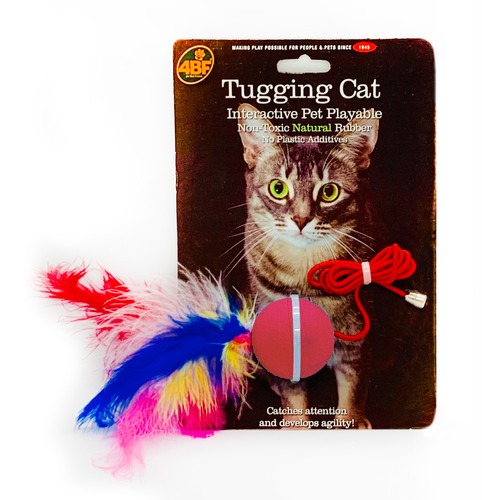 MAKING PLAY POSSIBLE FOR PEOPLE & PETS SINCE 1945
4BF
Tugging Cat
Interactive Pet Playable
Non-Toxic Natural Rubber
No Plastic Additives
Catches attention
and develops agility!